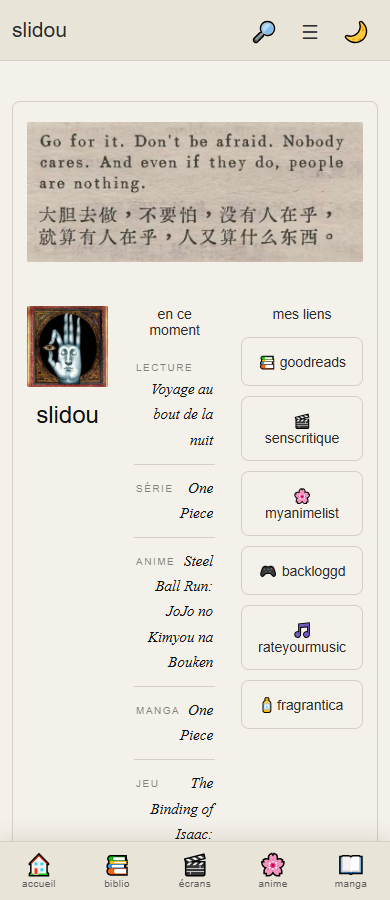 slidou
Go for it. Don't be afraid. Nobody
cares. And even if they do, people
are nothing.
大胆去做，不要怕，没有人在乎，
就算有人在乎，人又算什么东西。
slidou
en ce
moment
LECTURE
Voyage au
bout de la
nuit
SÉRIE One
Piece
ANIME Steel
Ball Run:
JoJo no
Kimyou na
Bouken
MANGA One
Piece
JEU The
Binding of
Isaac:
mes liens
goodreads
senscritique
myanimelist
backloggd
rateyourmusic
fragrantica
accueil
biblio
écrans
anime
manga